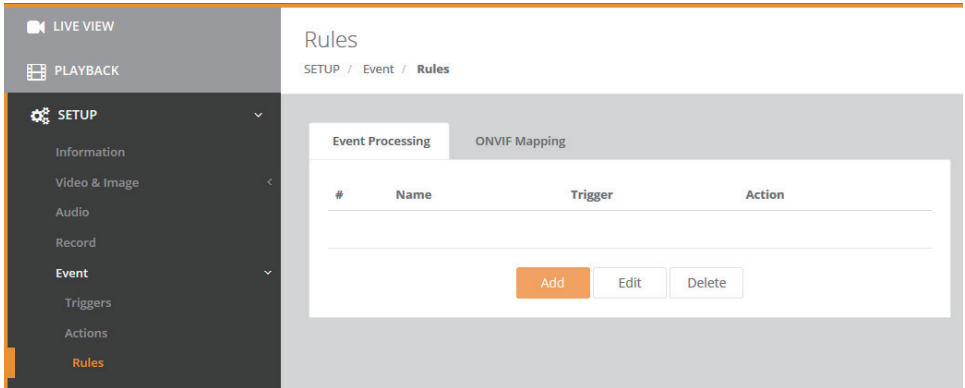 LIVE VIEW
PLAYBACK
SETUP
Information
Video & Image
Audio
Record
Event
Triggers
Actions
Rules
Rules
SETUP / Event / Rules
Event Processing ONVIF Mapping
# Name Trigger Action
Add Edit Delete